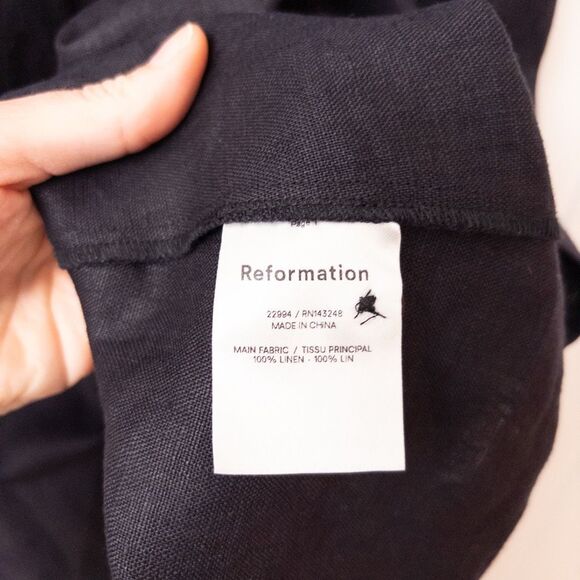 Reformation
22994 / RN143248
MADE IN CHINA
MAIN FABRIC / TISSU PRINCIPAL
100% LINEN - 100% LIN